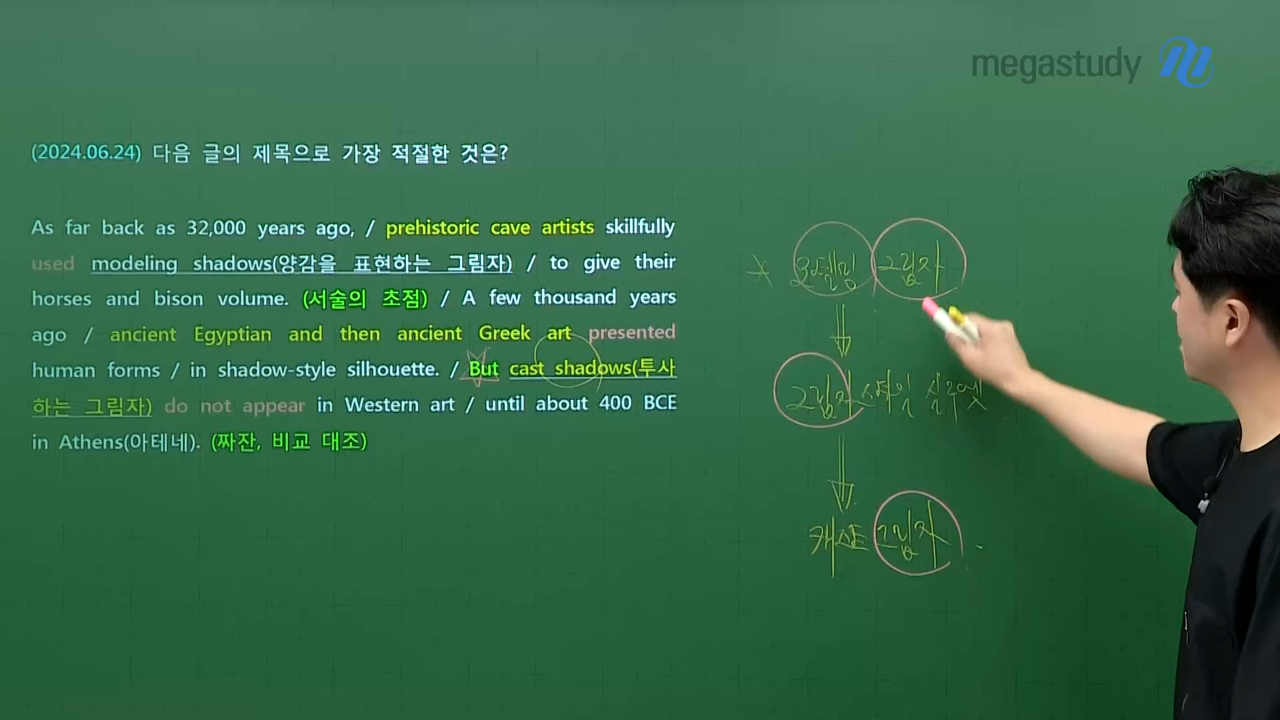 megastudy
(2024.06.24) 다음 글의 제목으로 가장 적절한 것은?
As far back as 32,000 years ago, / prehistoric cave artists skillfully
used modeling shadows(양감을 표현하는 그림자) / to give their
horses and bison volume. (서술의 초점) / A few thousand years
ago / ancient Egyptian and then ancient Greek art presented
human forms / in shadow-style silhouette. / But cast shadows(투사
하는 그림자) do not appear in Western art / until about 400 BCE
in Athens(아테네). (짜잔, 비교 대조)
모델링 그림자
그림자 스타일 실루엣
캐스트 그림자